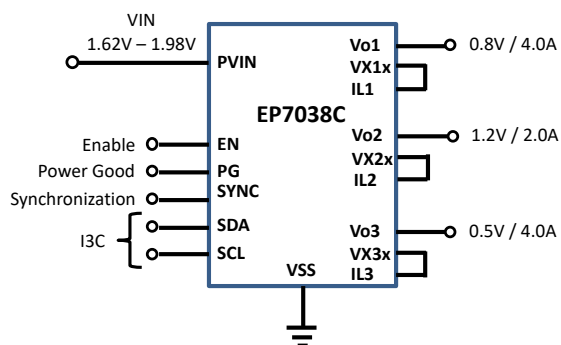 VIN
1.62V – 1.98V
PVIN
Vo1
0.8V / 4.0A
VX1x
IL1
EP7038C
Vo2
1.2V / 2.0A
VX2x
IL2
Enable
EN
Power Good
PG
Synchronization
SYNC
I3C
SDA
SCL
Vo3
0.5V / 4.0A
VX3x
IL3
VSS